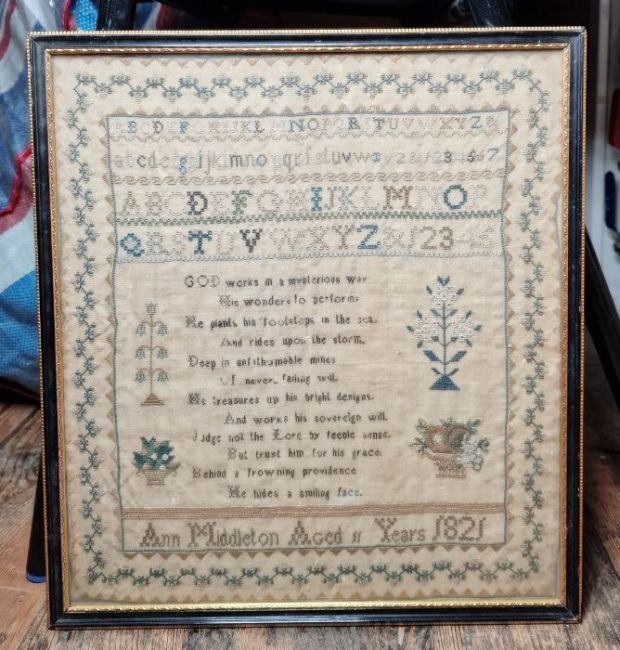 ABCDEFGHIJKLMNOPQRSTUVWXYZ&
abcdefghijklmnopqrstuvwxyz&1234567
ABCDEFGHIJKLMNOP
QRSTUVWXYZ&12345
GOD works in a mysterious way
His wonders to perform
He plants his footsteps in the sea.
And rides upon the storm.
Deep in unfithomable mines
Of never failing skill.
He treasures up his bright designs.
And works his sovereign will.
Judge not the Lord by feeble sense.
But trust him for his grace.
Behind a frowning providence
He hides a smiling face.
Ann Middleton Aged 11 Years 1821